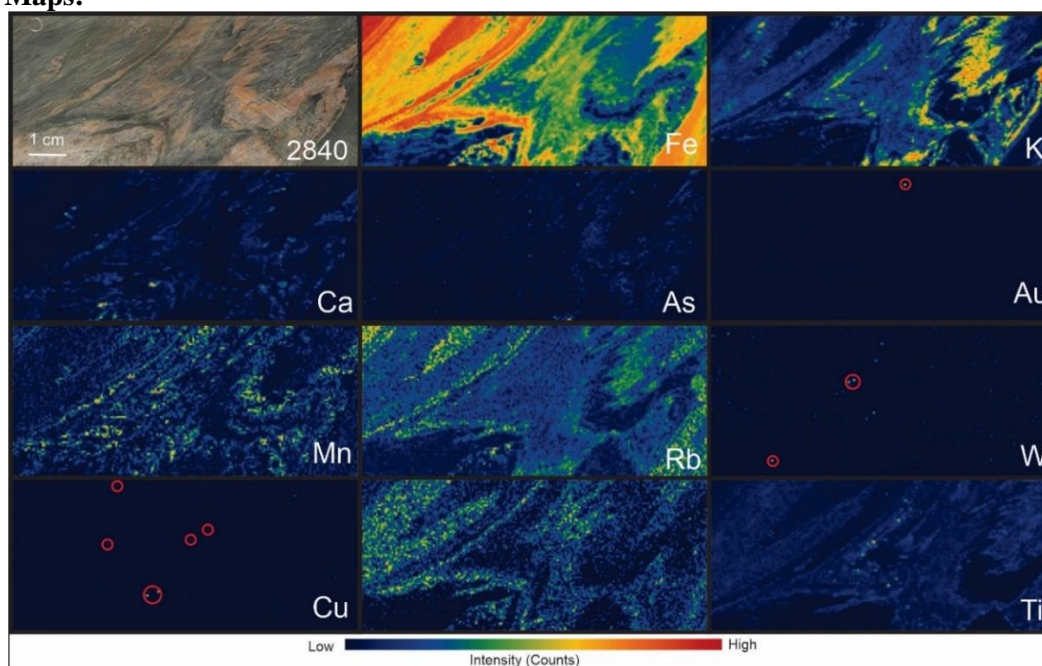 Maps:
2840
1 cm
Fe
K
Ca
As
Au
Mn
Rb
W
Cu
Ti
Low
High
Intensity (Counts)